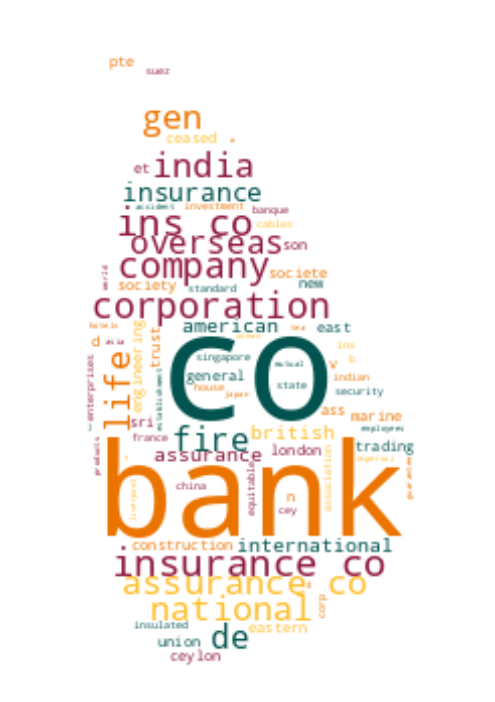 pte
suez
gen
ceased
et india
insurance
accident investment banque
ins co cables
overseas son
company societe
world society standard new
corporation
hotels american tea east
d asia engineering trust co ins
life establishment singapore mutual b
enterprises general state w indian
house japan security
ass marine
sri fire british employees
france assurance london trading
products imperial
bank
liverpool china equitable n association guarantee
cey
construction international
insurance co
assurance co
national corp
insulated de eastern
union
ceylon